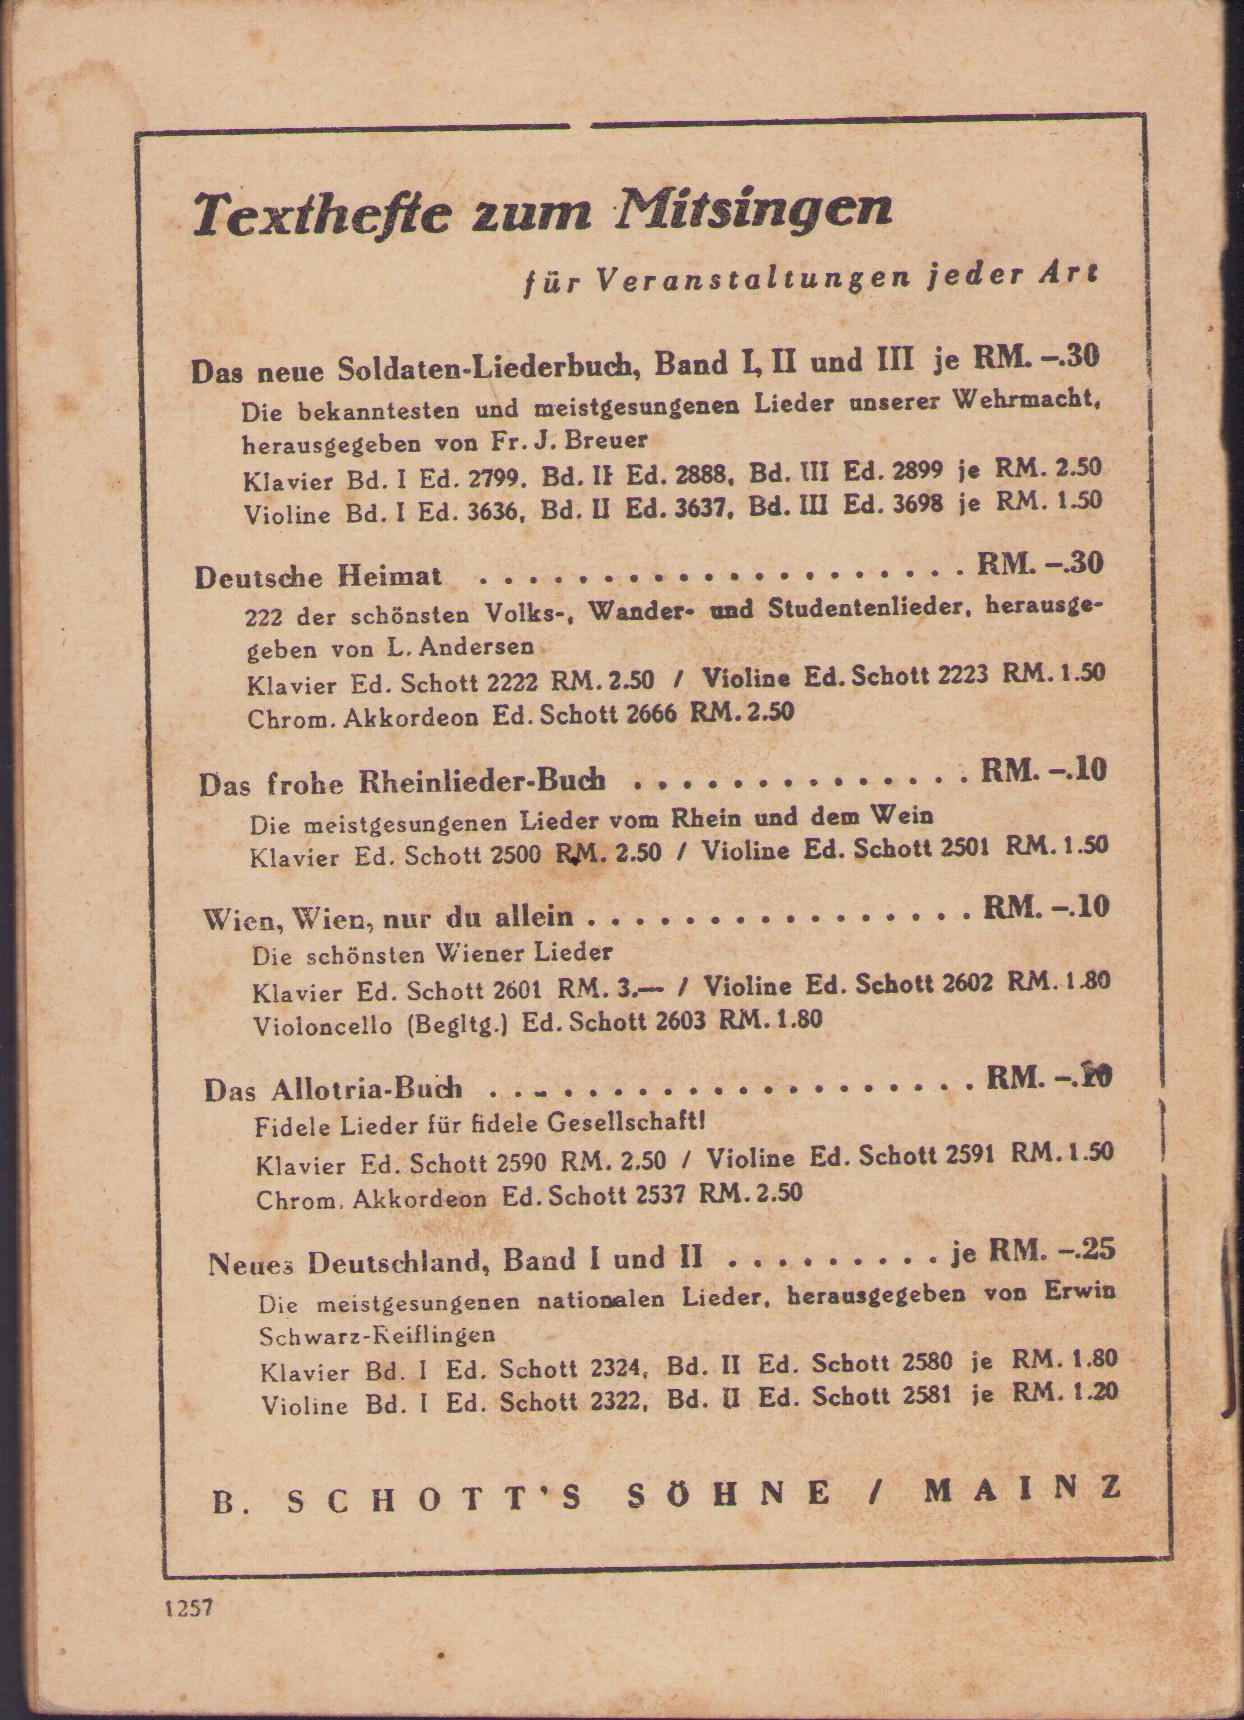 Texthefte zum Mitsingen
für Veranstaltungen jeder Art
Das neue Soldaten-Liederbuch, Band I, II und III je RM. –.30
Die bekanntesten und meistgesungenen Lieder unserer Wehrmacht,
herausgegeben von Fr. J. Breuer
Klavier Bd. I Ed. 2799, Bd. II Ed. 2888, Bd. III Ed. 2899 je RM. 2.50
Violine Bd. I Ed. 3636, Bd. II Ed. 3637, Bd. III Ed. 3698 je RM. 1.50
Deutsche Heimat . . . . . . . . . . . . . . . . . . . . RM. –.30
222 der schönsten Volks-, Wander- und Studentenlieder, herausge-
geben von L. Andersen
Klavier Ed. Schott 2222 RM. 2.50 / Violine Ed. Schott 2223 RM. 1.50
Chrom. Akkordeon Ed. Schott 2666 RM. 2.50
Das frohe Rheinlieder-Buch . . . . . . . . . . . . . . RM. –.10
Die meistgesungenen Lieder vom Rhein und dem Wein
Klavier Ed. Schott 2500 RM. 2.50 / Violine Ed. Schott 2501 RM. 1.50
Wien, Wien, nur du allein . . . . . . . . . . . . . . . . RM. –.10
Die schönsten Wiener Lieder
Klavier Ed. Schott 2601 RM. 3.— / Violine Ed. Schott 2602 RM. 1.80
Violoncello (Begltg.) Ed. Schott 2603 RM. 1.80
Das Allotria-Buch . . . . . . . . . . . . . . . . . . . . RM.
Fidele Lieder für fidele Gesellschaft!
Klavier Ed. Schott 2590 RM. 2.50 / Violine Ed. Schott 2591 RM. 1.50
Chrom. Akkordeon Ed. Schott 2537 RM. 2.50
Neues Deutschland, Band I und II . . . . . . . . . je RM. –.25
Die meistgesungenen nationalen Lieder, herausgegeben von Erwin
Schwarz-Reiflingen
Klavier Bd. I Ed. Schott 2324, Bd. II Ed. Schott 2580 je RM. 1.80
Violine Bd. I Ed. Schott 2322, Bd. II Ed. Schott 2581 je RM. 1.20
B. SCHOTT'S SÖHNE / MAINZ
1257